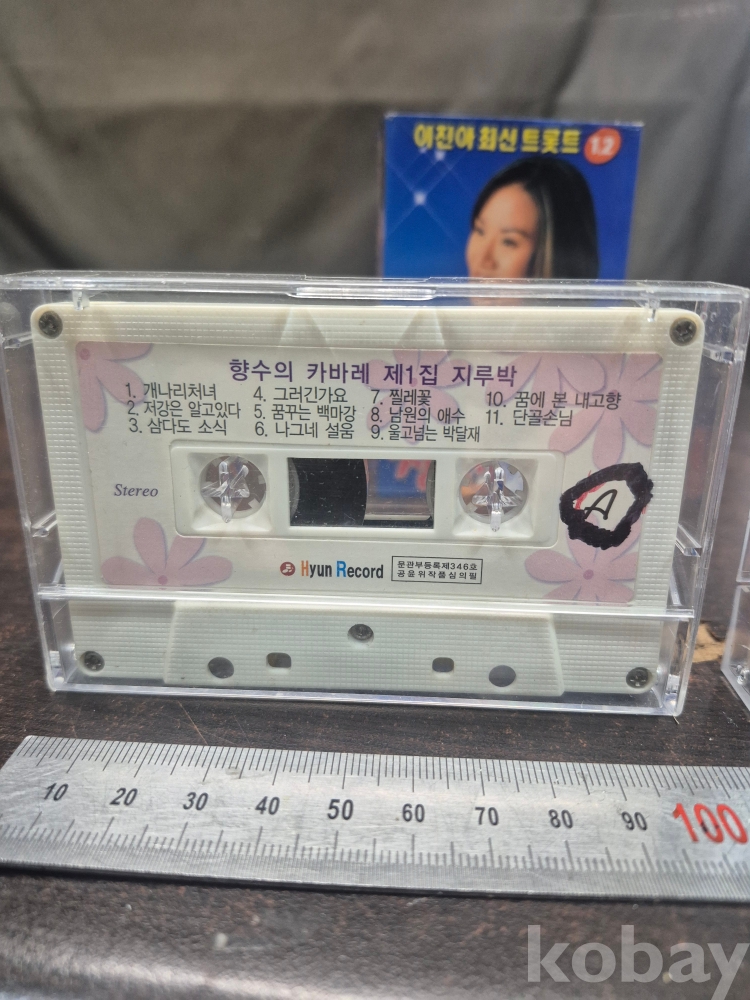 이진아 최신 트롯트 1.2
향수의 카바레 제1집 지루박
1. 개나리처녀 4. 그러긴가요 7. 찔레꽃 10. 꿈에 본 내고향
2. 저강은 알고있다 5. 꿈꾸는 백마강 8. 남원의 애수 11. 단골손님
3. 삼다도 소식 6. 나그네 설움 9. 울고넘는 박달재
Stereo
A
Hyun Record
문관부등록제346호
공윤위작품심의필
10 20 30 40 50 60 70 80 90 100
kobay